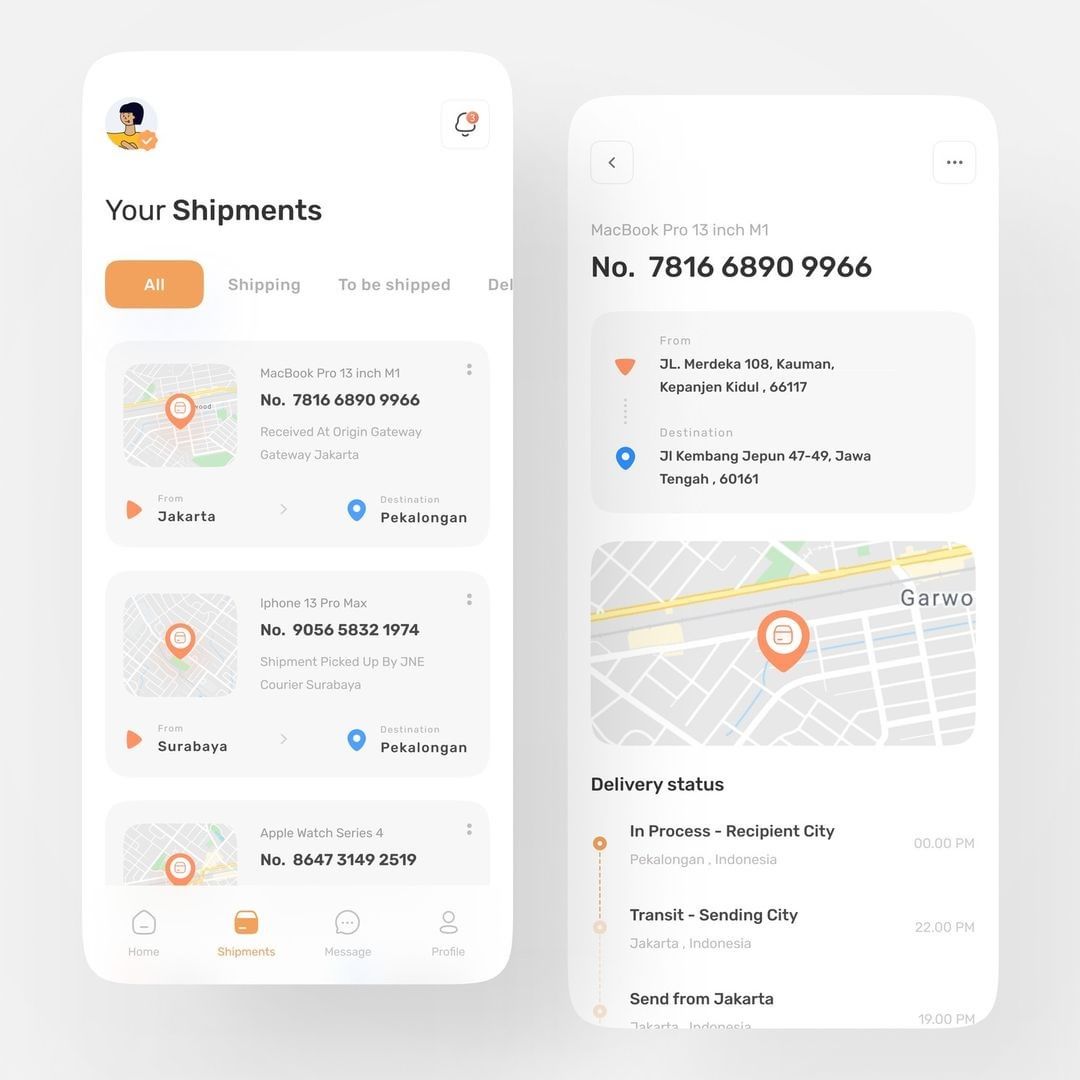 3
Your Shipments
All
Shipping
To be shipped
Del
MacBook Pro 13 inch M1
No. 7816 6890 9966
Received At Origin Gateway
Gateway Jakarta
wood
From
Jakarta
Destination
Pekalongan
Iphone 13 Pro Max
No. 9056 5832 1974
Shipment Picked Up By JNE
Courier Surabaya
From
Surabaya
Destination
Pekalongan
Apple Watch Series 4
No. 8647 3149 2519
Home
Shipments
Message
Profile
MacBook Pro 13 inch M1
No. 7816 6890 9966
From
JL. Merdeka 108, Kauman,
Kepanjen Kidul , 66117
Destination
Jl Kembang Jepun 47-49, Jawa
Tengah , 60161
Garwo
Delivery status
In Process - Recipient City
00.00 PM
Pekalongan , Indonesia
Transit - Sending City
22.00 PM
Jakarta , Indonesia
Send from Jakarta
19.00 PM
Jakarta , Indonesia